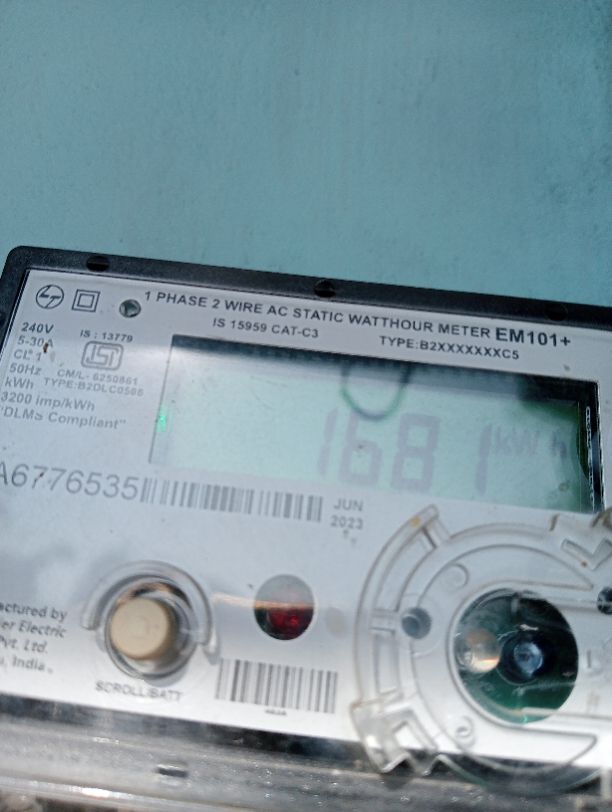 1 PHASE 2 WIRE AC STATIC WATTHOUR METER EM101+
IS 15959 CAT-C3
TYPE:B2XXXXXXXC5
240V
5-30A
CL 1
50Hz
kWh
3200 imp/kWh
"DLMS Compliant"
IS : 13779
ISI
CM/L- 6250861
TYPE:B2DLC0566
1681 kWh
A6776535
JUN
2023
actured by
er Electric
Pvt. Ltd.
India.
SCROLL/BATT